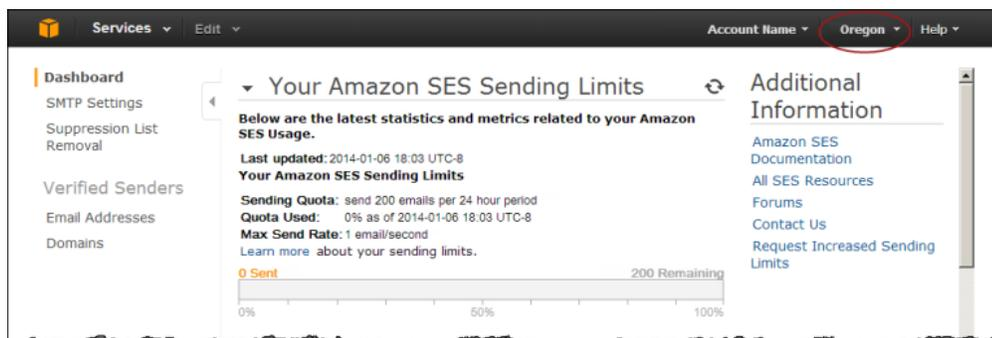 Services Edit Account Name Oregon Help
Dashboard
SMTP Settings
Suppression List
Removal
Verified Senders
Email Addresses
Domains
Your Amazon SES Sending Limits
Below are the latest statistics and metrics related to your Amazon
SES Usage.
Last updated: 2014-01-06 18:03 UTC-8
Your Amazon SES Sending Limits
Sending Quota: send 200 emails per 24 hour period
Quota Used: 0% as of 2014-01-06 18:03 UTC-8
Max Send Rate: 1 email/second
Learn more about your sending limits.
0 Sent 200 Remaining
0% 50% 100%
Additional
Information
Amazon SES
Documentation
All SES Resources
Forums
Contact Us
Request Increased Sending
Limits